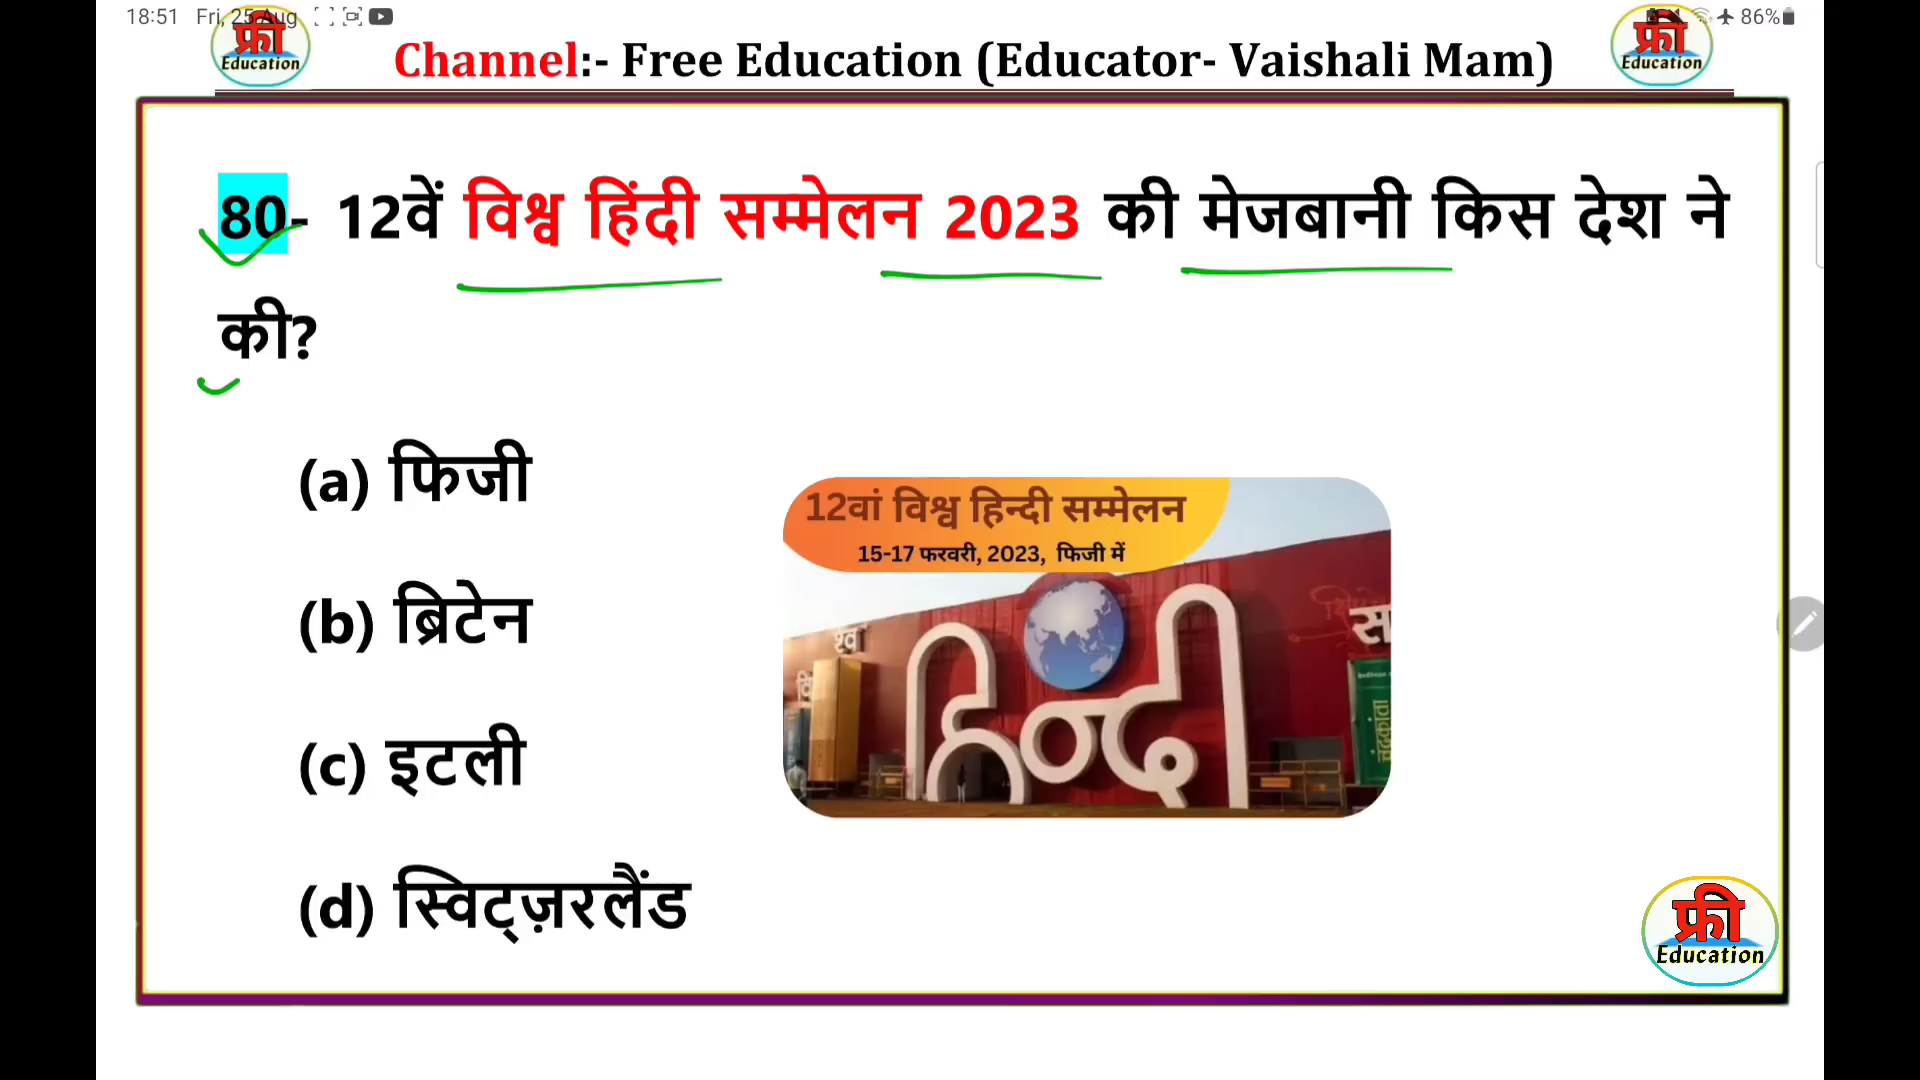 18:51 Fri, 25 Aug 86%
फ्री Education
Channel:- Free Education (Educator- Vaishali Mam)
फ्री Education
80- 12वें विश्व हिंदी सम्मेलन 2023 की मेजबानी किस देश ने
की?
(a) फिजी
(b) ब्रिटेन
(c) इटली
(d) स्विट्ज़रलैंड
12वां विश्व हिन्दी सम्मेलन
15-17 फरवरी, 2023, फिजी में
श्व
वि
हिन्दी
स
चंद्रकांता
फ्री
Education